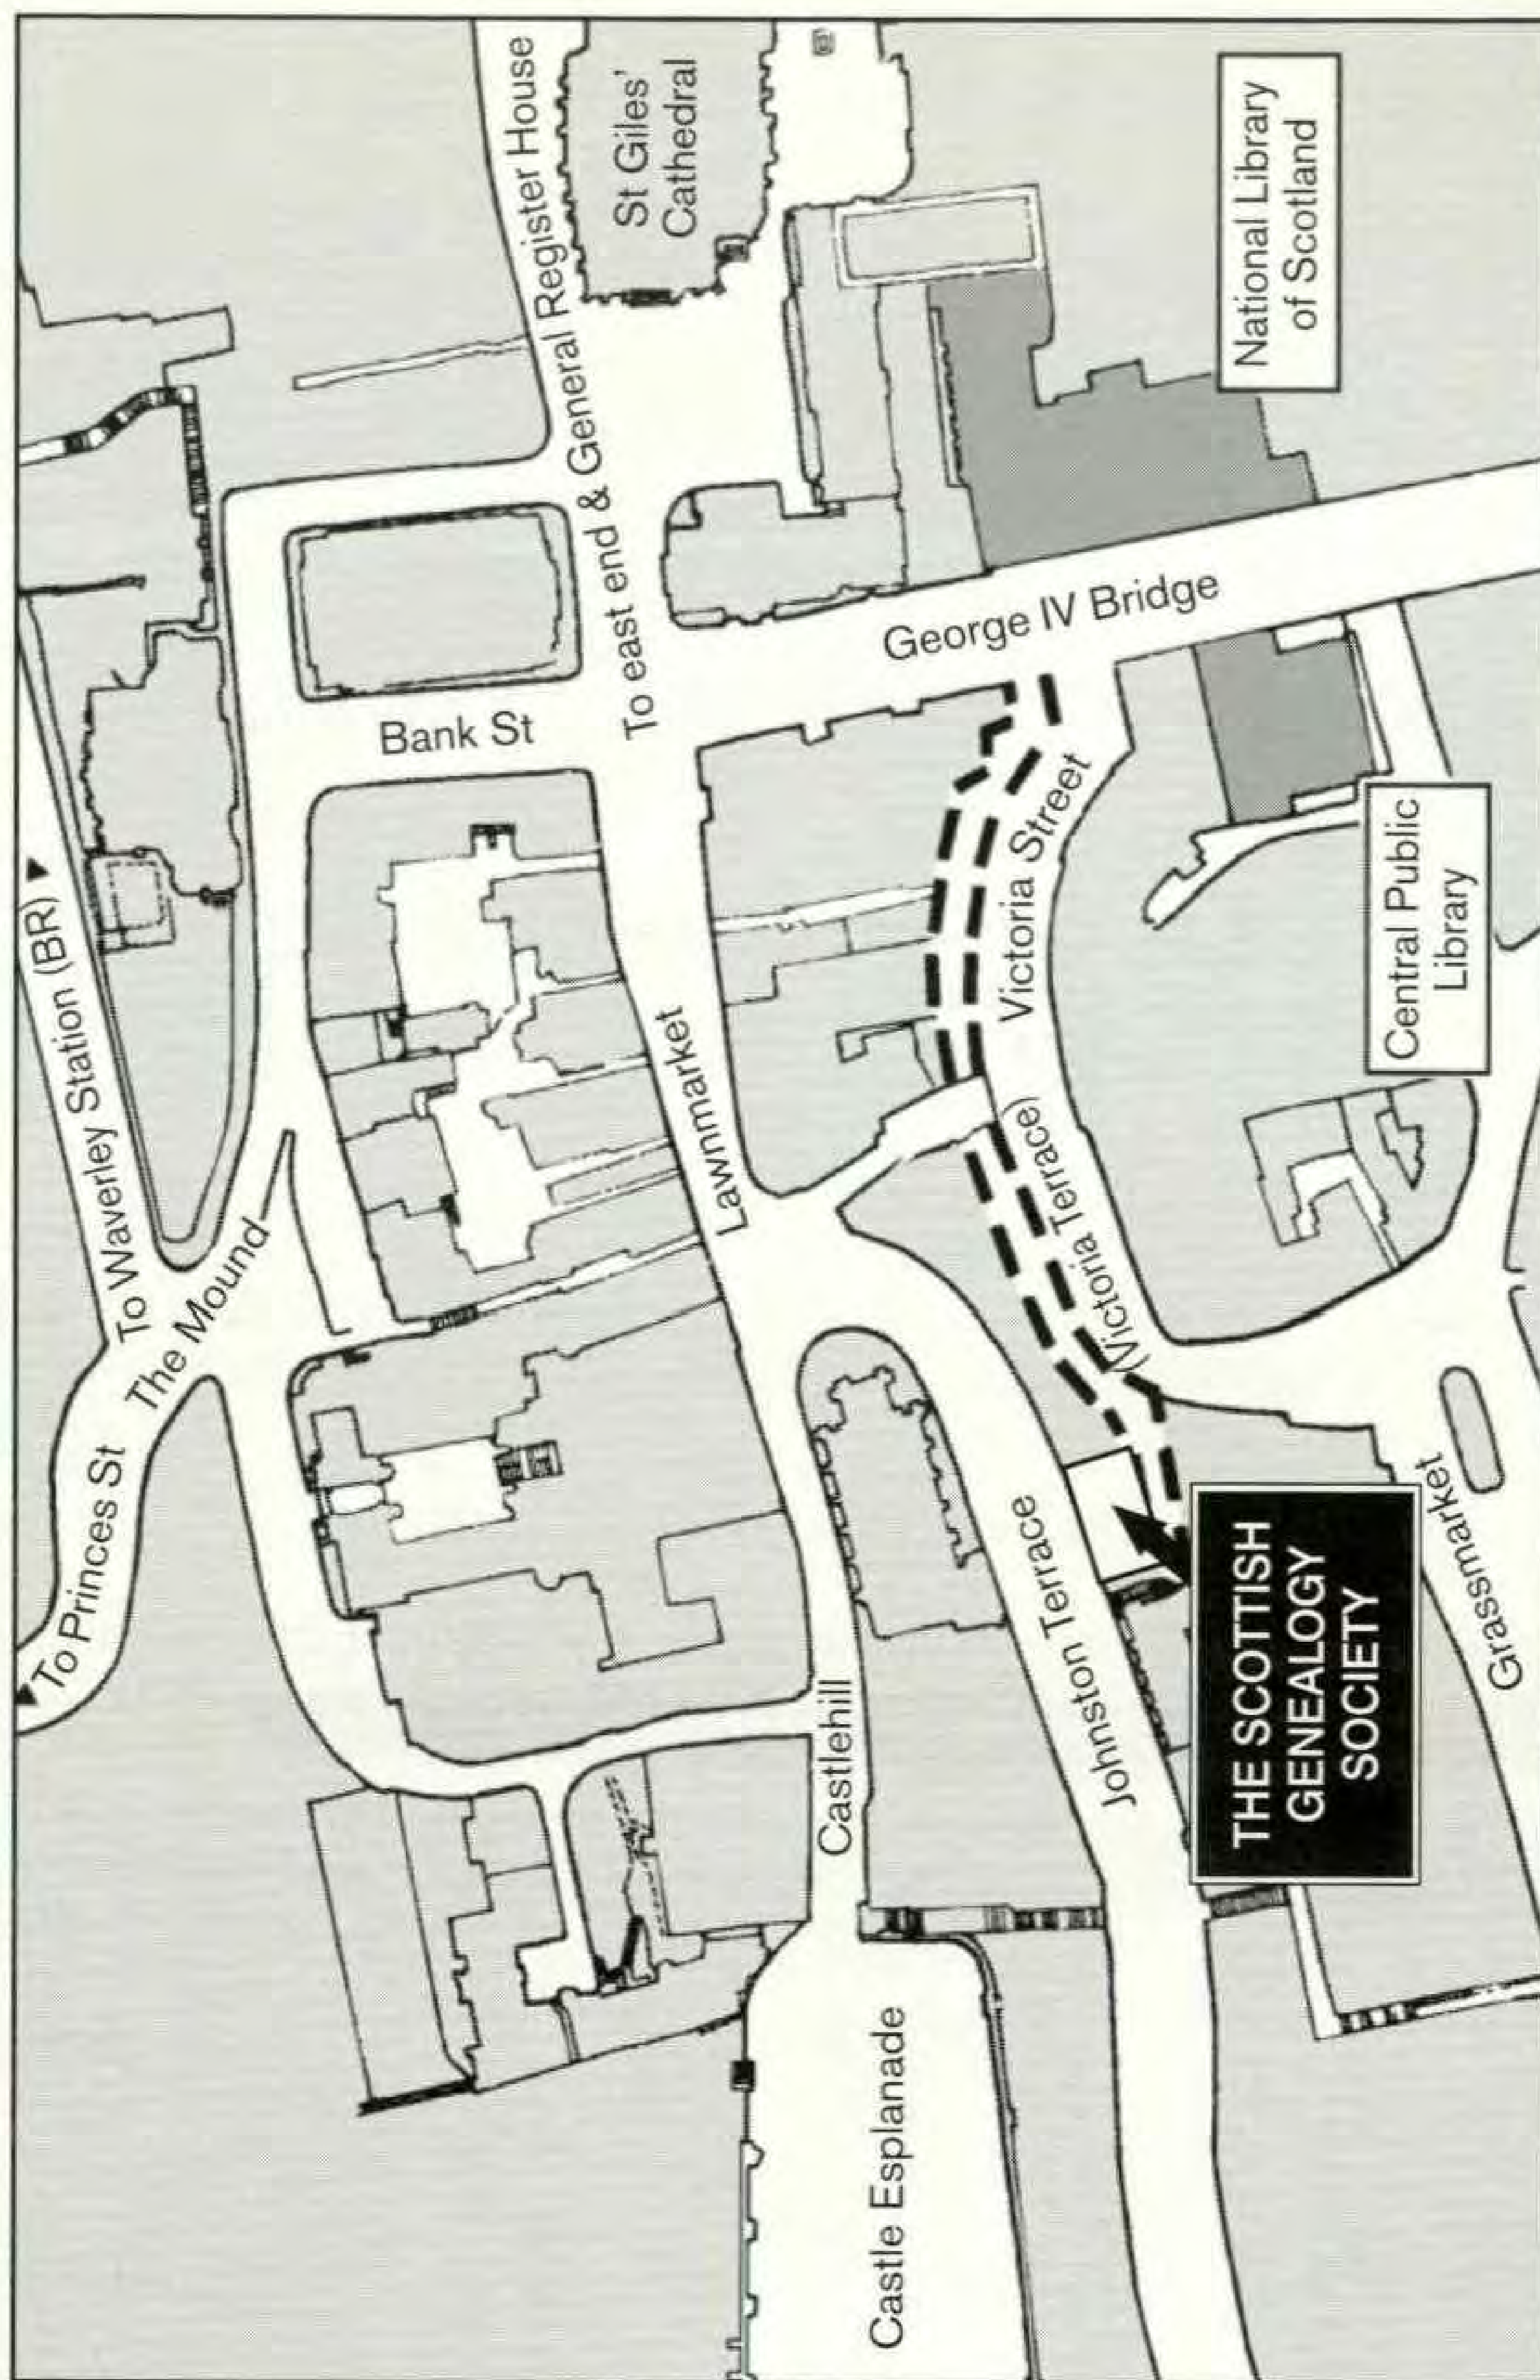 To Waverley Station (BR)
To Princes St
The Mound
Bank St
To east end & General Register House
St Giles'
Cathedral
Lawnmarket
George IV Bridge
Victoria Street
(Victoria Terrace)
Castlehill
Castle Esplanade
Johnston Terrace
Grassmarket
National Library
of Scotland
Central Public
Library
THE SCOTTISH
GENEALOGY
SOCIETY